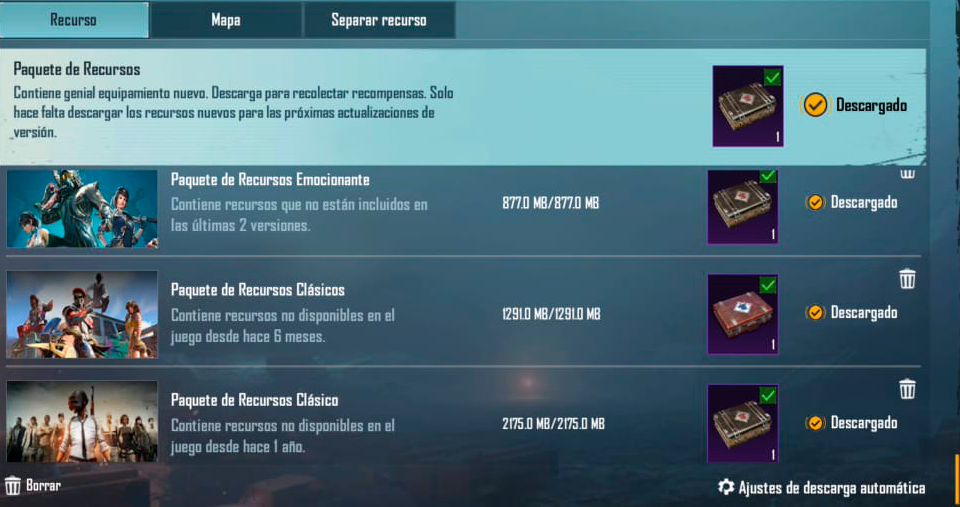 Recurso
Mapa
Separar recurso
Paquete de Recursos
Contiene genial equipamiento nuevo. Descarga para recolectar recompensas. Solo
hace falta descargar los recursos nuevos para las próximas actualizaciones de
versión.
1
Descargado
Paquete de Recursos Emocionante
Contiene recursos que no están incluidos en
las últimas 2 versiones.
877.0 MB/877.0 MB
1
Descargado
Paquete de Recursos Clásicos
Contiene recursos no disponibles en el
juego desde hace 6 meses.
1291.0 MB/1291.0 MB
1
Descargado
Paquete de Recursos Clásico
Contiene recursos no disponibles en el
juego desde hace 1 año.
2175.0 MB/2175.0 MB
1
Descargado
Borrar
Ajustes de descarga automática